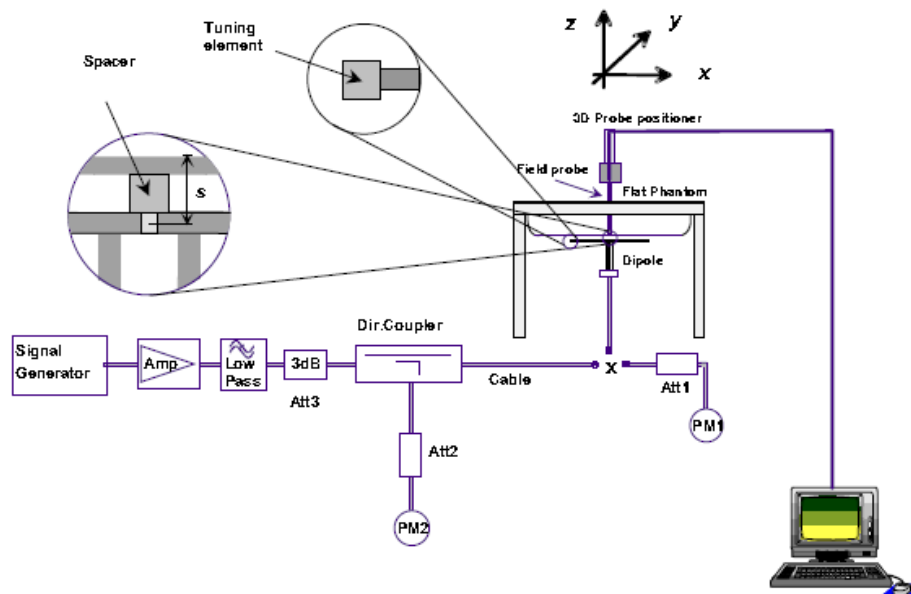 Tuning
element
Spacer
z
y
x
3D Probe positioner
Field probe
Flat Phantom
s
Dipole
Dir.Coupler
Signal
Generator
Amp
Low
Pass
3dB
Cable
x
Att3
Att1
PM1
Att2
PM2